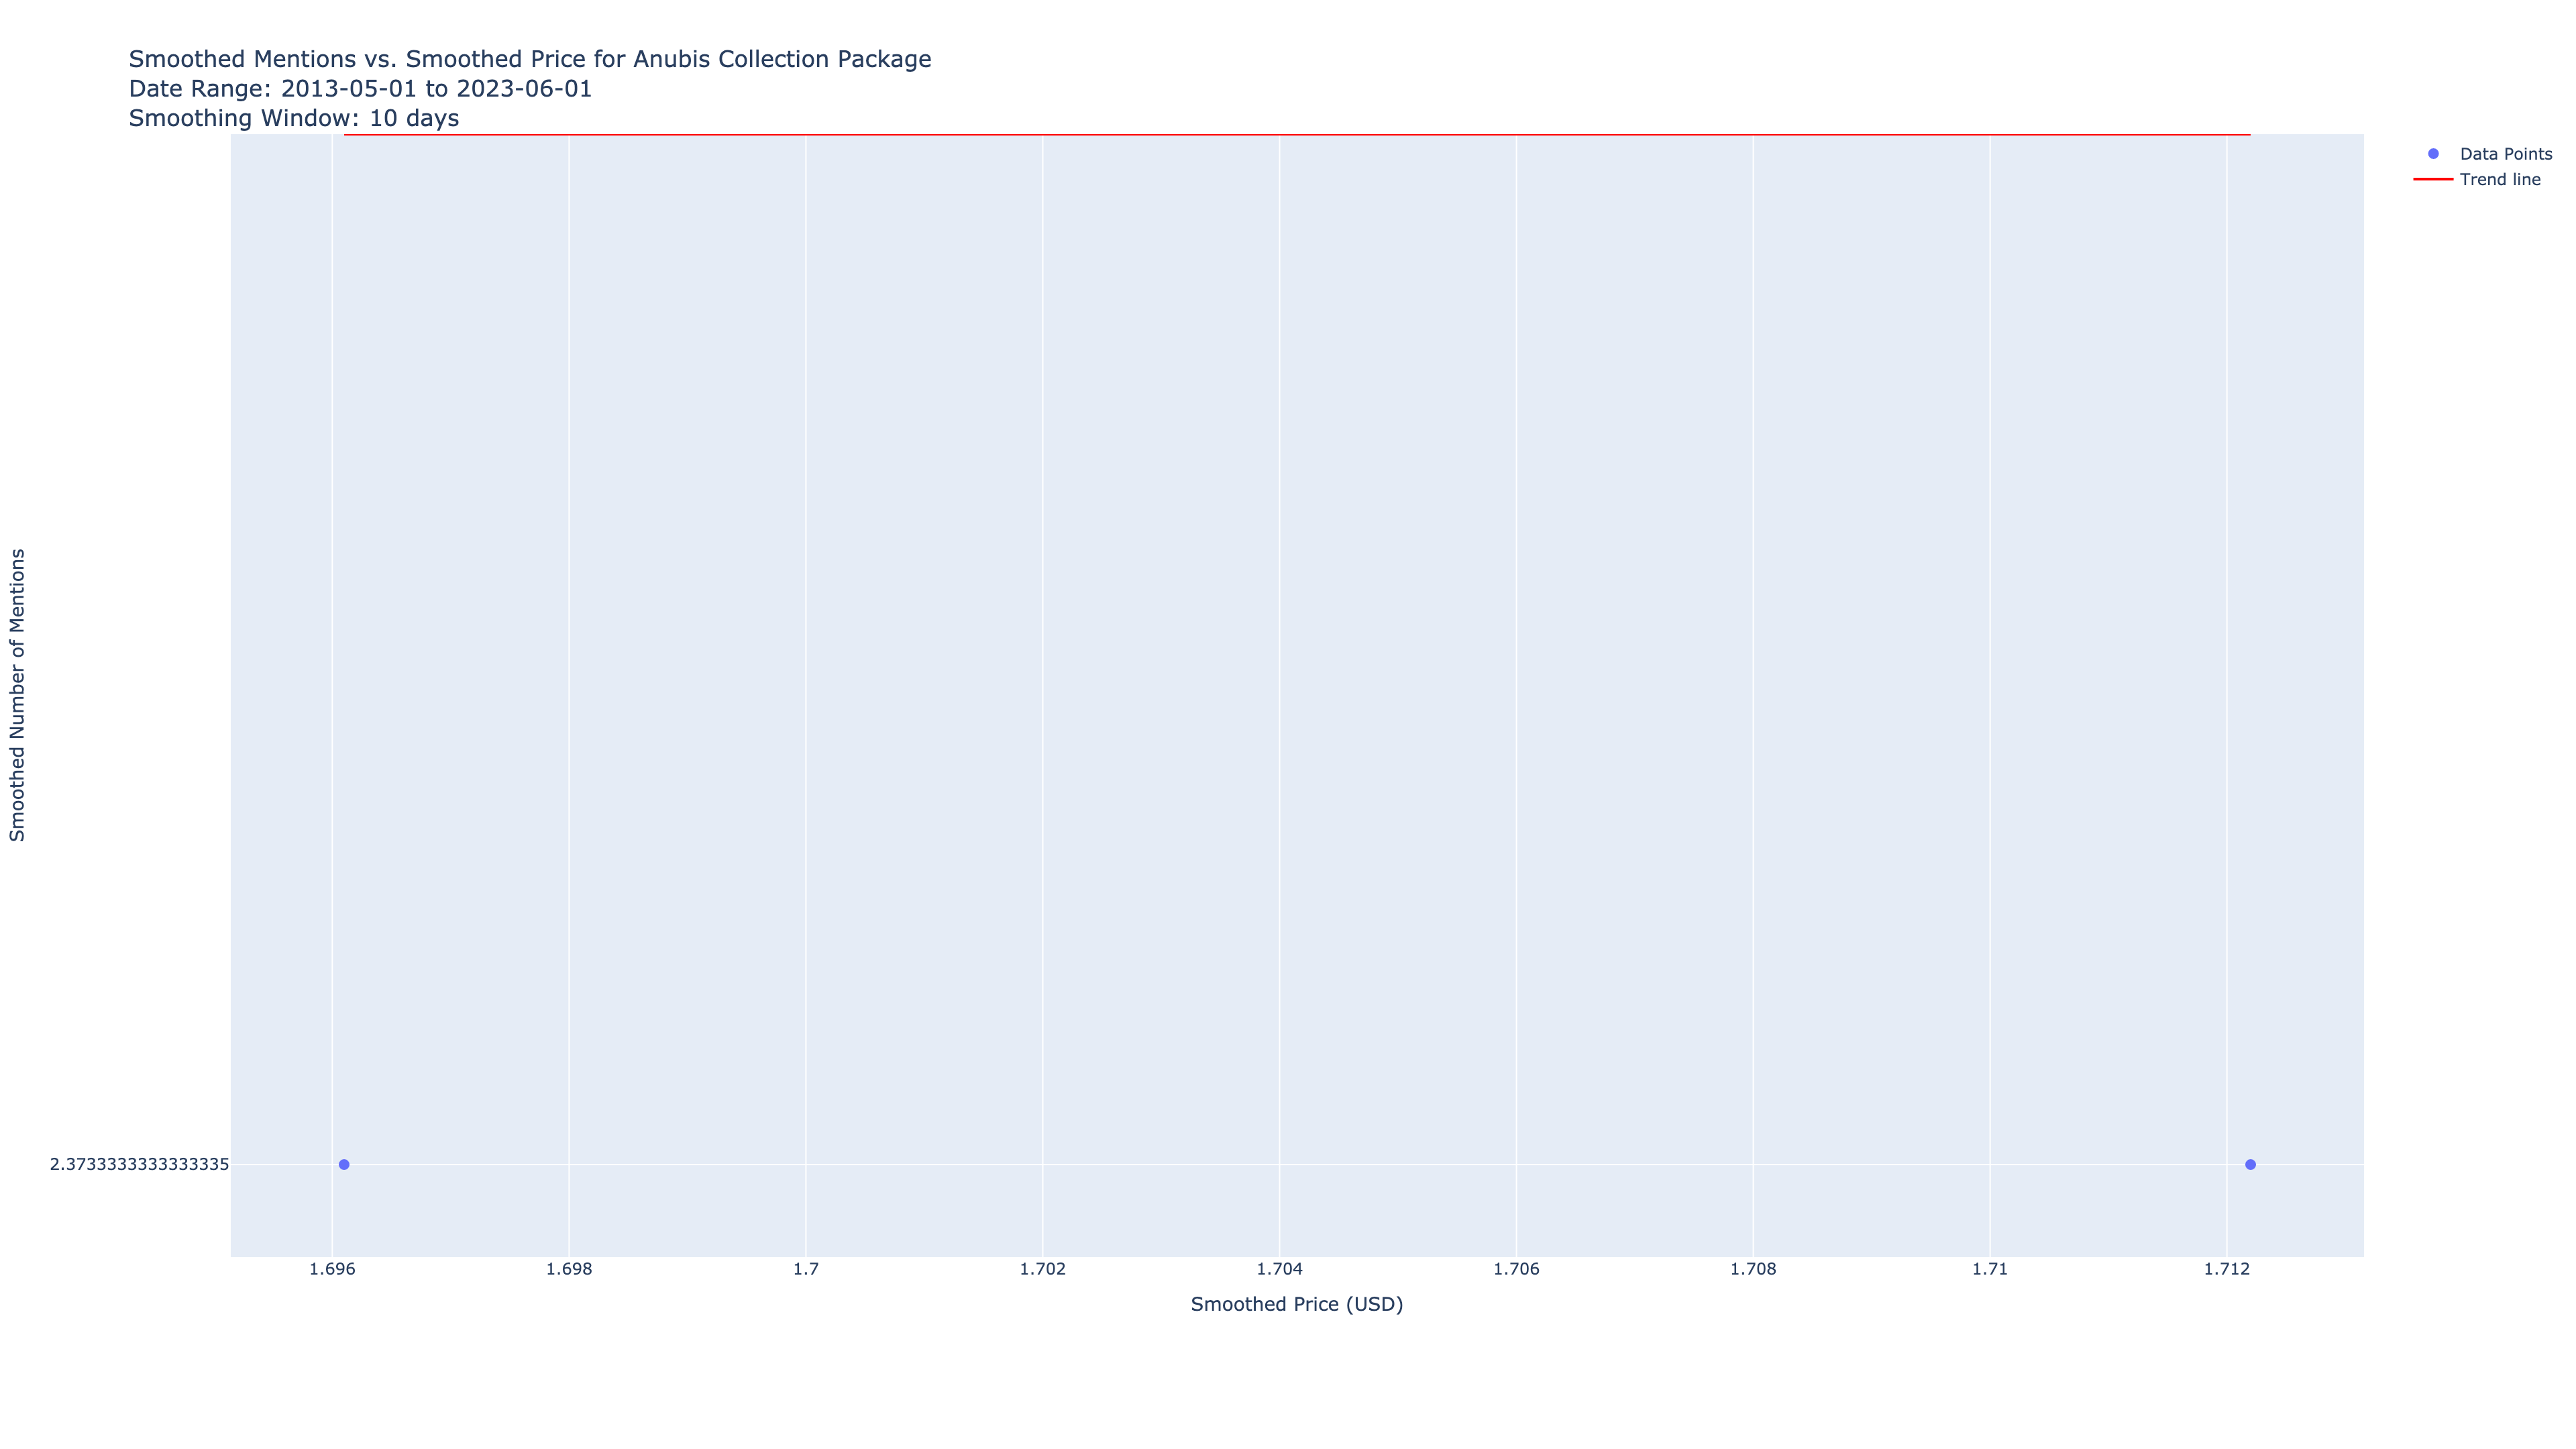 Smoothed Mentions vs. Smoothed Price for Anubis Collection Package
Date Range: 2013-05-01 to 2023-06-01
Smoothing Window: 10 days
Data Points
Trend line
Smoothed Number of Mentions
2.3733333333333335
1.696 1.698 1.7 1.702 1.704 1.706 1.708 1.71 1.712
Smoothed Price (USD)